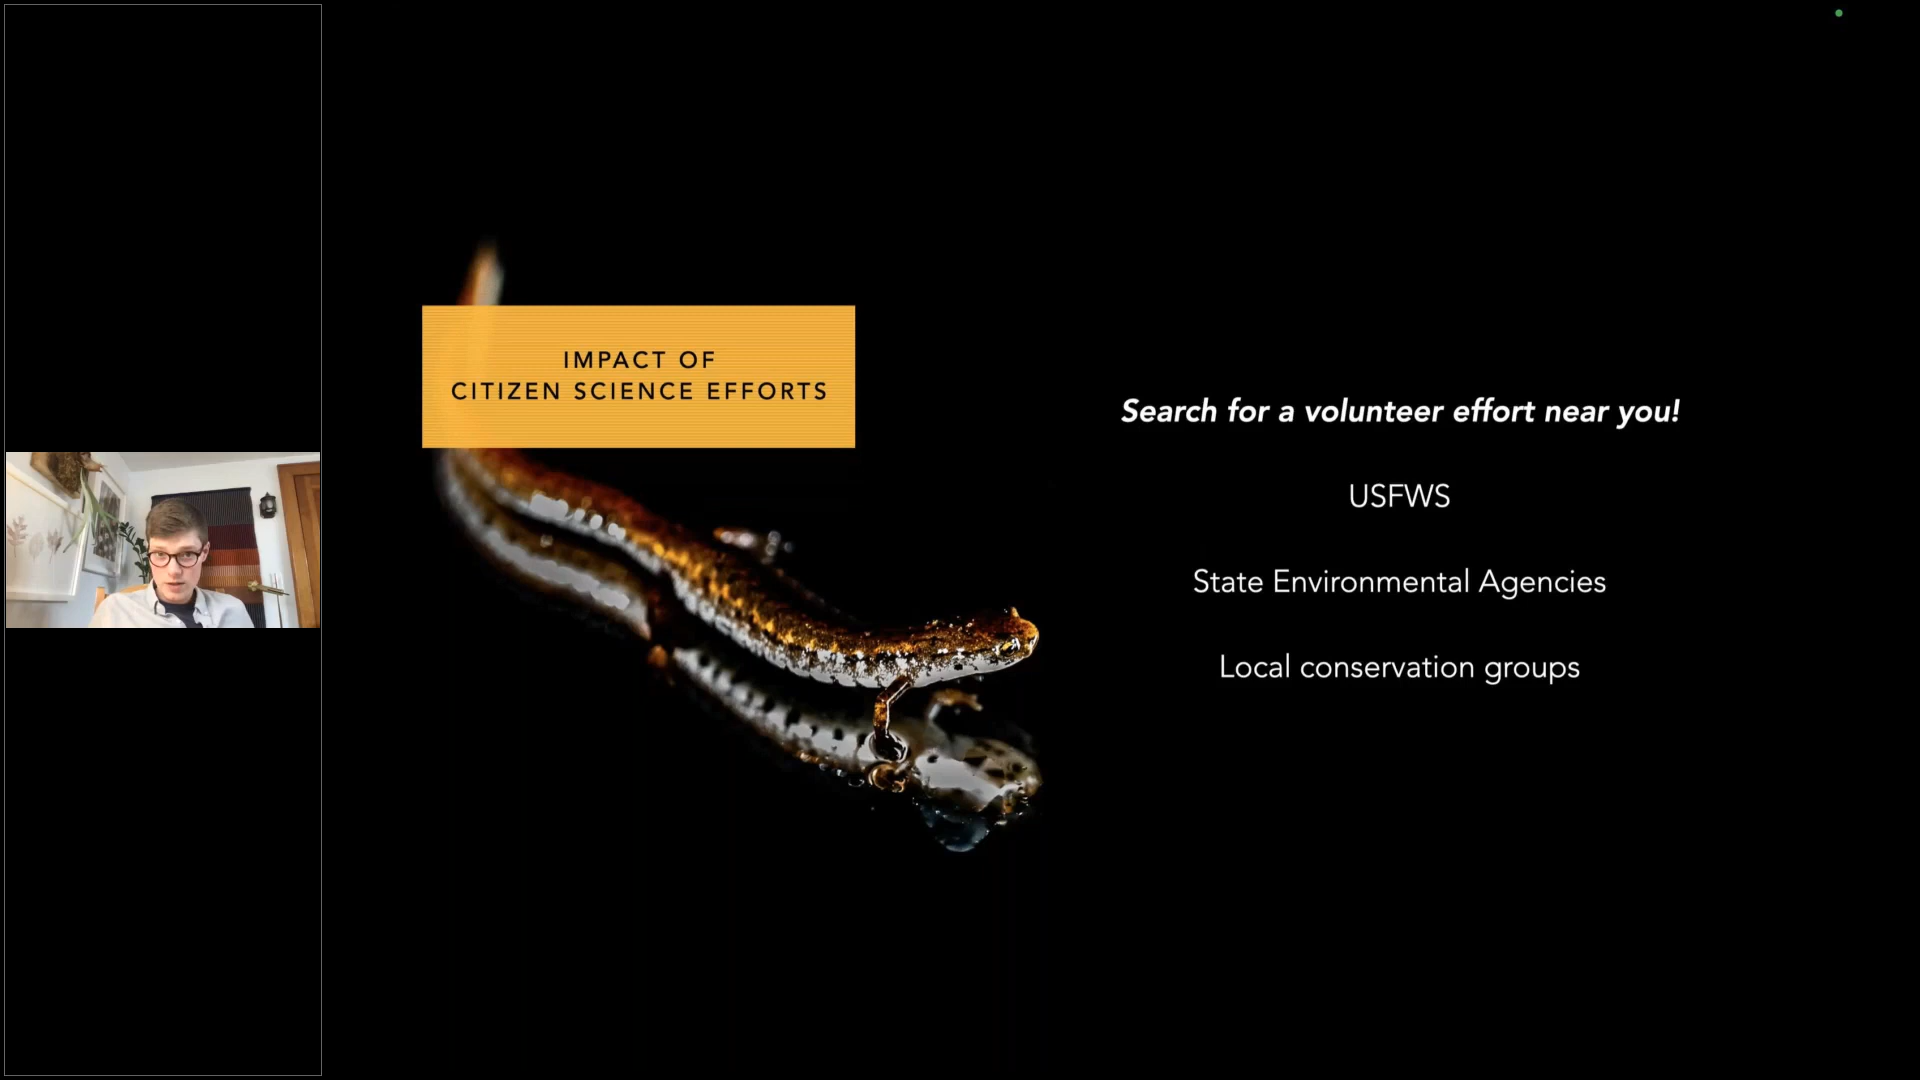 IMPACT OF
CITIZEN SCIENCE EFFORTS
Search for a volunteer effort near you!
USFWS
State Environmental Agencies
Local conservation groups